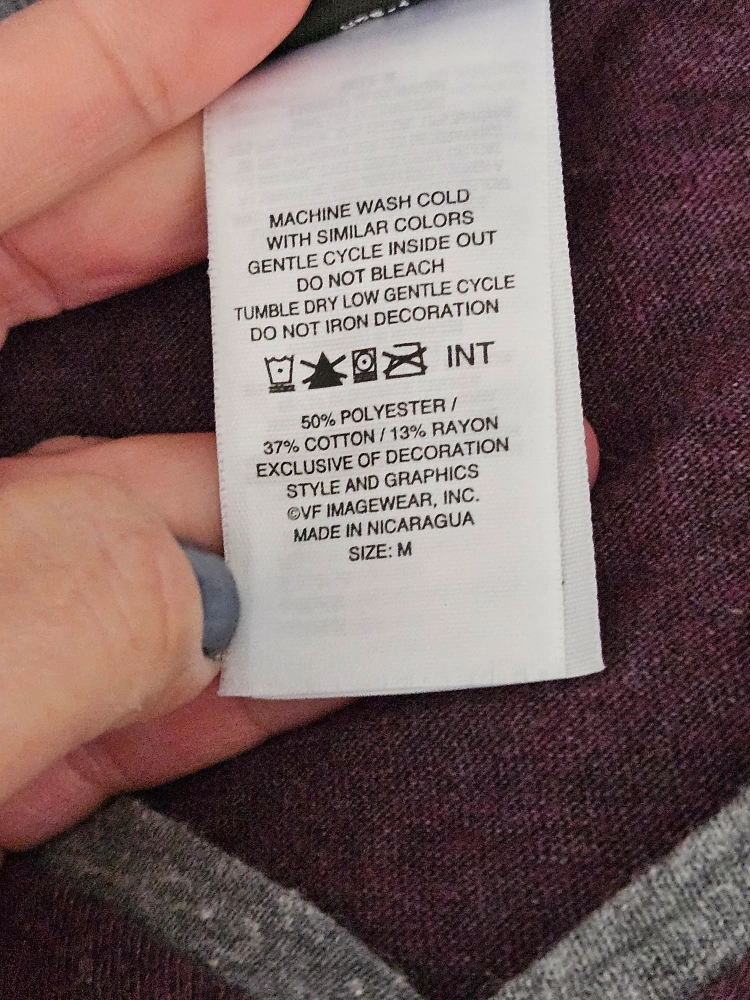 MACHINE WASH COLD
WITH SIMILAR COLORS
GENTLE CYCLE INSIDE OUT
DO NOT BLEACH
TUMBLE DRY LOW GENTLE CYCLE
DO NOT IRON DECORATION
INT
50% POLYESTER /
37% COTTON / 13% RAYON
EXCLUSIVE OF DECORATION
STYLE AND GRAPHICS
©VF IMAGEWEAR, INC.
MADE IN NICARAGUA
SIZE: M